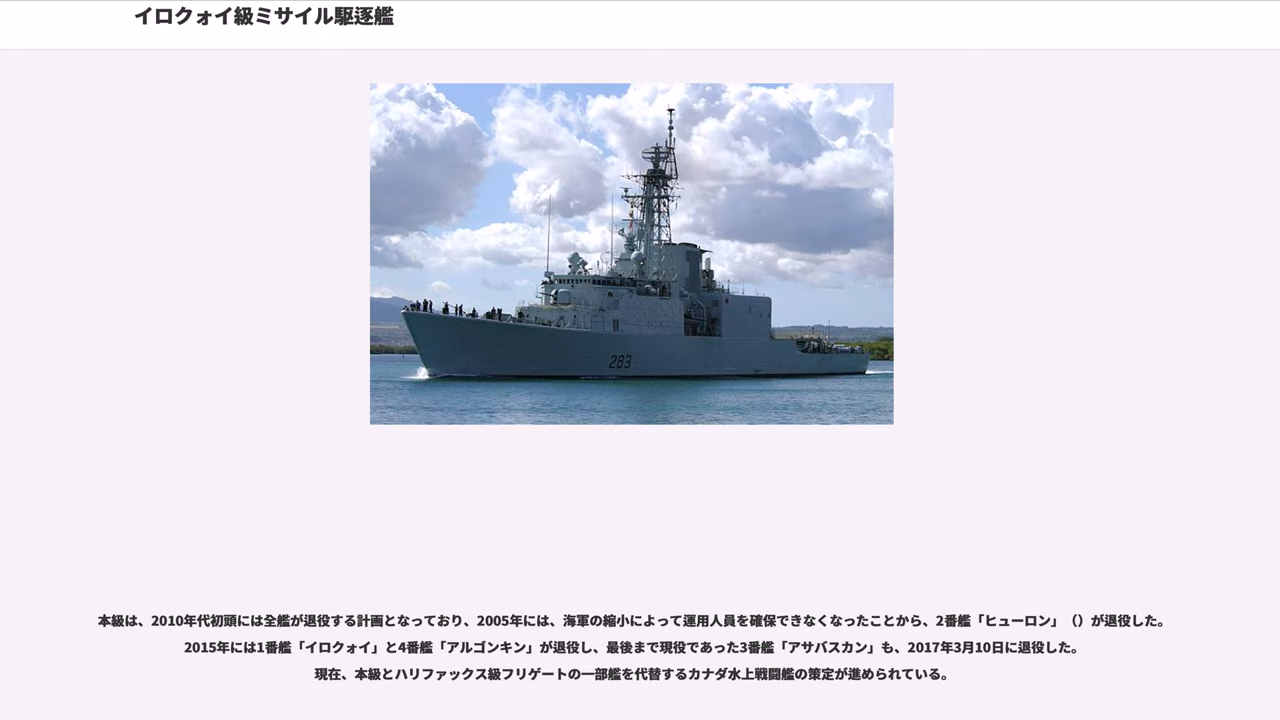 イロクォイ級ミサイル駆逐艦
283
本級は、2010年代初頭には全艦が退役する計画となっており、2005年には、海軍の縮小によって運用人員を確保できなくなったことから、2番艦「ヒューロン」（）が退役した。
2015年には1番艦「イロクォイ」と4番艦「アルゴンキン」が退役し、最後まで現役であった3番艦「アサバスカン」も、2017年3月10日に退役した。
現在、本級とハリファックス級フリゲートの一部艦を代替するカナダ水上戦闘艦の策定が進められている。